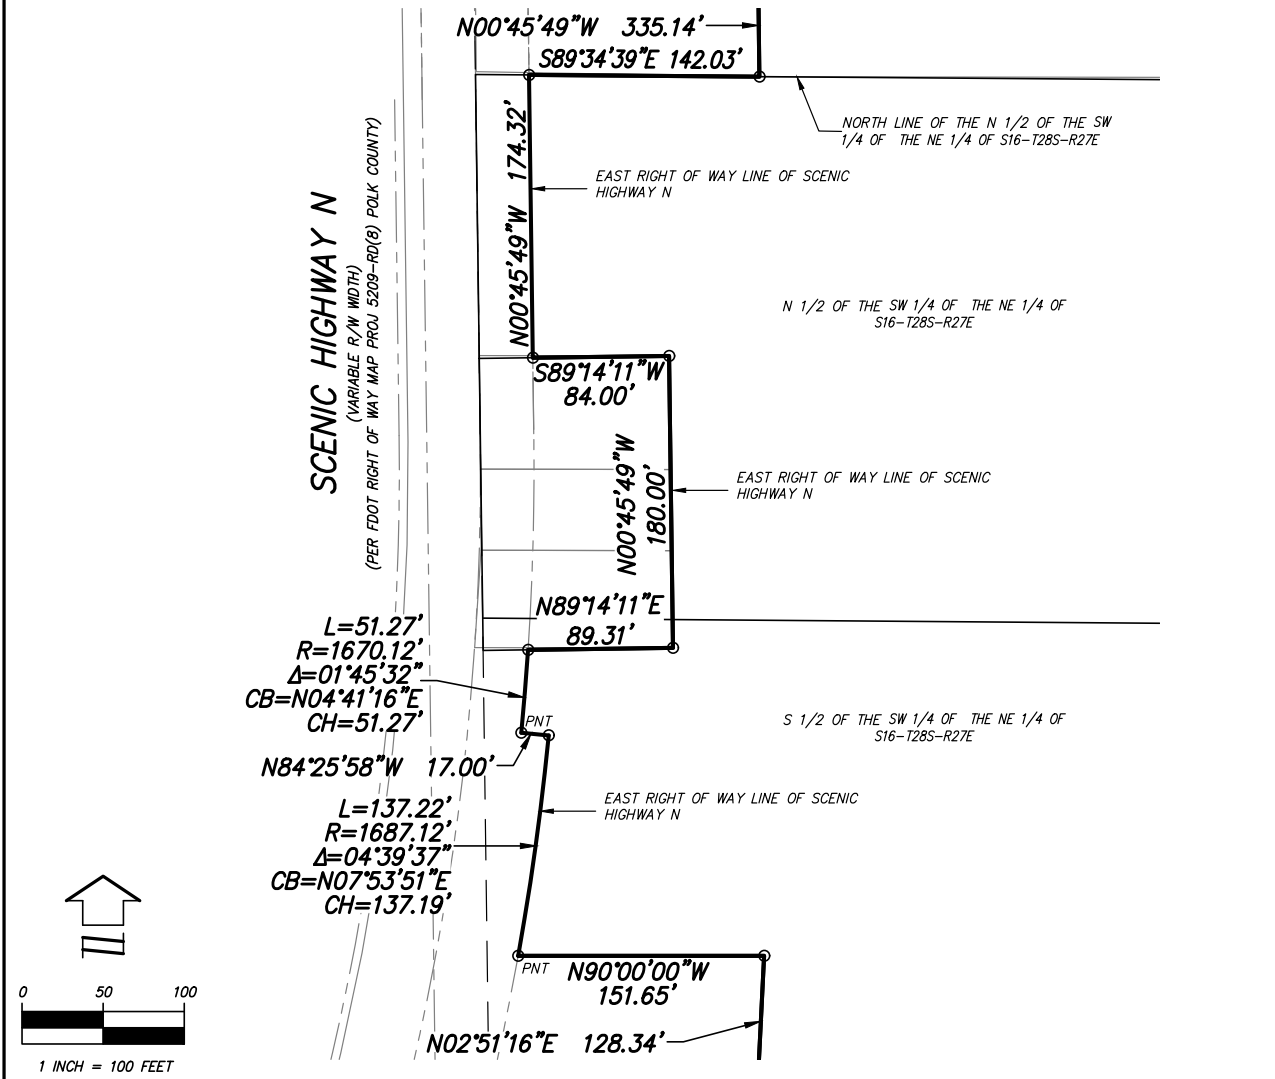 N00°45'49"W 335.14'
S89°34'39"E 142.03'
NORTH LINE OF THE N 1/2 OF THE SW
1/4 OF THE NE 1/4 OF S16-T28S-R27E
N00°45'49"W 174.32'
EAST RIGHT OF WAY LINE OF SCENIC
HIGHWAY N
SCENIC HIGHWAY N
(VARIABLE R/W WIDTH)
(PER FDOT RIGHT OF WAY MAP PROJ 5209-RD(8) POLK COUNTY)
N 1/2 OF THE SW 1/4 OF THE NE 1/4 OF
S16-T28S-R27E
S89°14'11"W
84.00'
N00°45'49"W
180.00'
EAST RIGHT OF WAY LINE OF SCENIC
HIGHWAY N
N89°14'11"E
89.31'
L=51.27'
R=1670.12'
Δ=01°45'32"
CB=N04°41'16"E
CH=51.27'
PNT
S 1/2 OF THE SW 1/4 OF THE NE 1/4 OF
S16-T28S-R27E
N84°25'58"W 17.00'
EAST RIGHT OF WAY LINE OF SCENIC
HIGHWAY N
L=137.22'
R=1687.12'
Δ=04°39'37"
CB=N07°53'51"E
CH=137.19'
PNT
N90°00'00"W
151.65'
N02°51'16"E 128.34'
0 50 100
1 INCH = 100 FEET